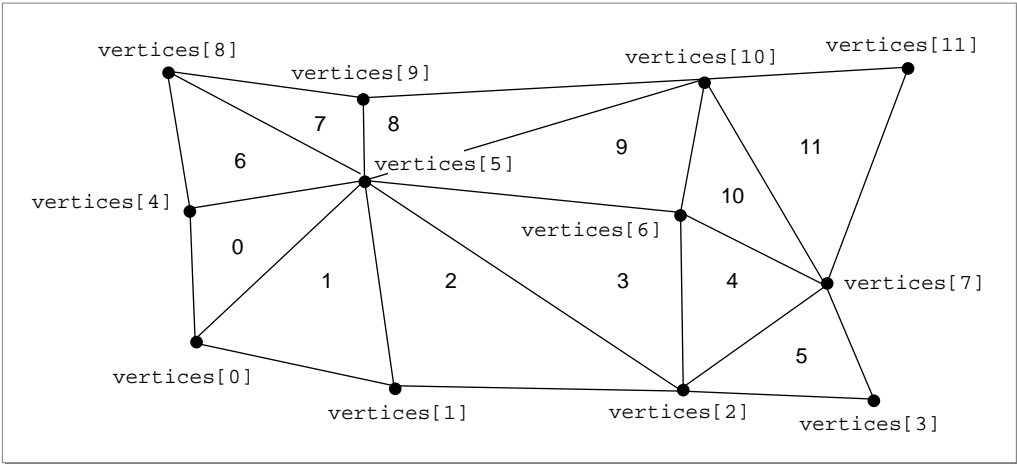 vertices[11]
vertices[8]
vertices[10]
vertices[9]
7
8
9
11
6
vertices[5]
10
vertices[4]
vertices[6]
0
1
2
3
4
vertices[7]
5
vertices[0]
vertices[1]
vertices[2]
vertices[3]